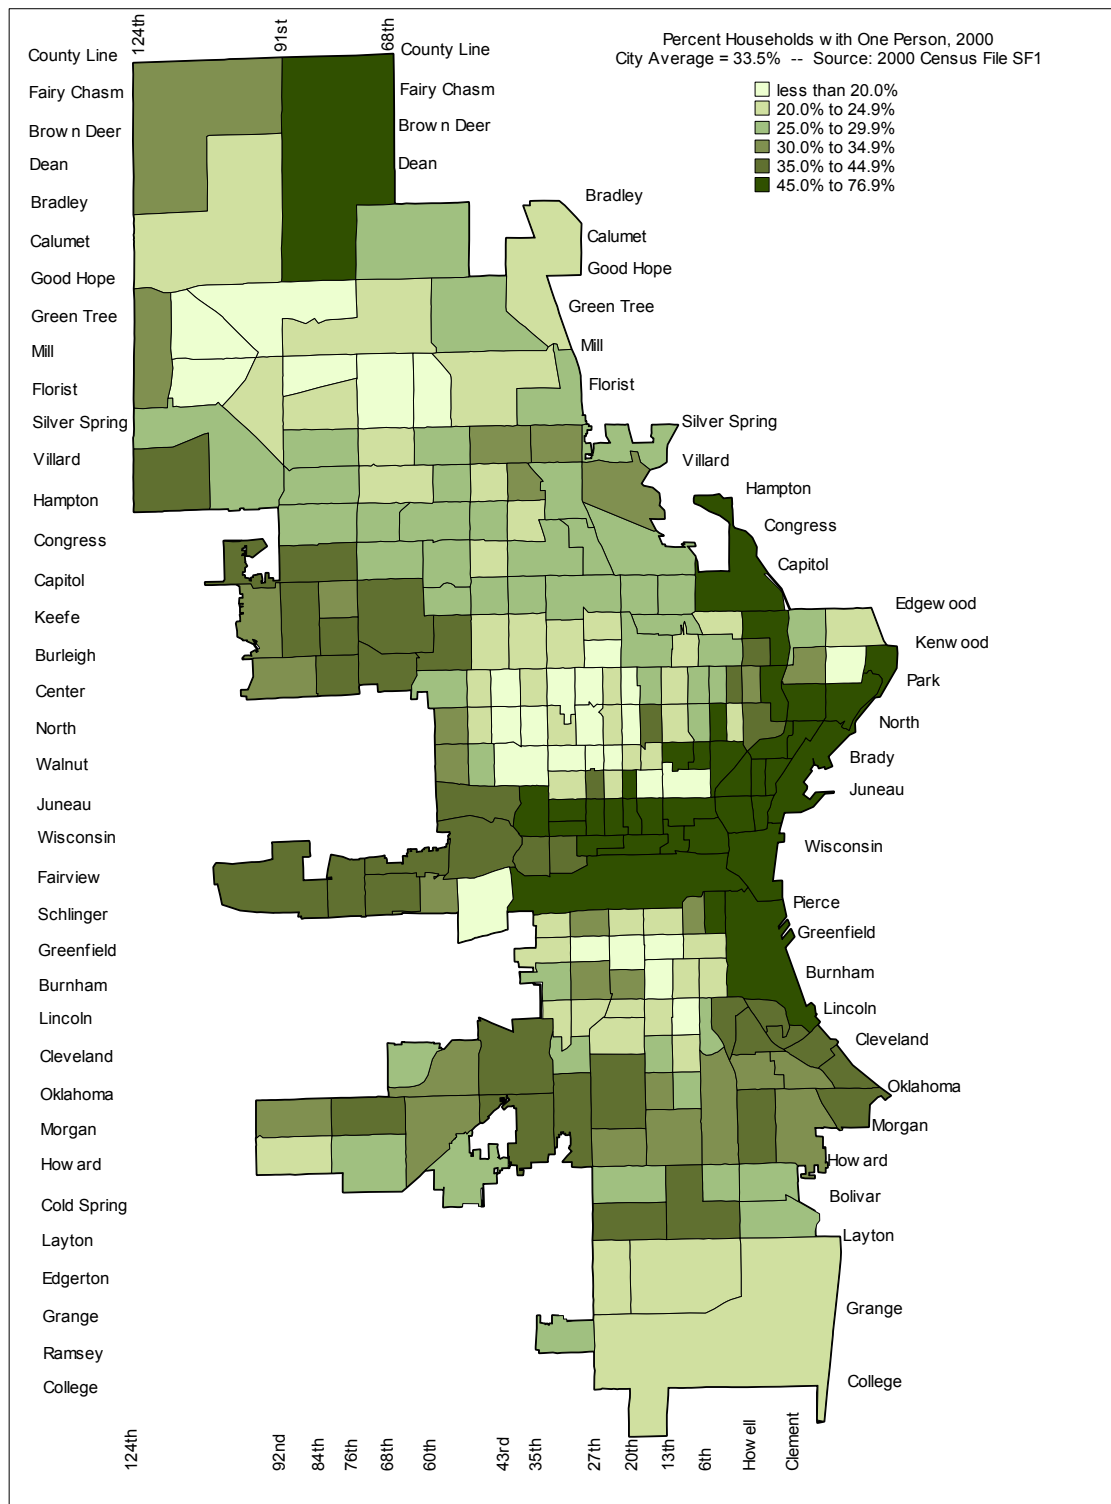 124th
91st
68th
Percent Households with One Person, 2000
City Average = 33.5%  --  Source: 2000 Census File SF1
less than 20.0%
20.0% to 24.9%
25.0% to 29.9%
30.0% to 34.9%
35.0% to 44.9%
45.0% to 76.9%
County Line
Fairy Chasm
Brown Deer
Dean
Bradley
Calumet
Good Hope
Green Tree
Mill
Florist
Silver Spring
Villard
Hampton
Congress
Capitol
Keefe
Burleigh
Center
North
Walnut
Juneau
Wisconsin
Fairview
Schlinger
Greenfield
Burnham
Lincoln
Cleveland
Oklahoma
Morgan
Howard
Cold Spring
Layton
Edgerton
Grange
Ramsey
College
County Line
Fairy Chasm
Brown Deer
Dean
Bradley
Calumet
Good Hope
Green Tree
Mill
Florist
Silver Spring
Villard
Hampton
Congress
Capitol
Edgewood
Kenwood
Park
North
Brady
Juneau
Wisconsin
Pierce
Greenfield
Burnham
Lincoln
Cleveland
Oklahoma
Morgan
Howard
Bolivar
Layton
Grange
College
124th
92nd
84th
76th
68th
60th
43rd
35th
27th
20th
13th
6th
Howell
Clement